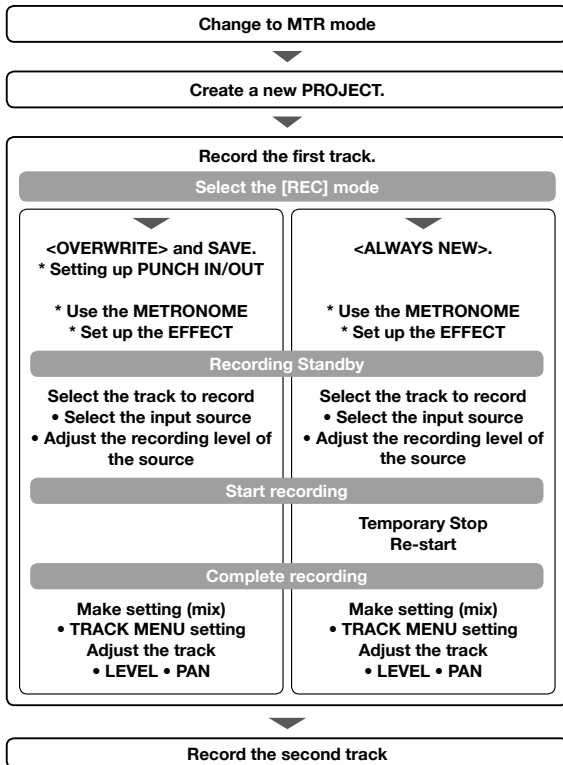 Change to MTR mode
Create a new PROJECT.
Record the first track.
Select the [REC] mode
<OVERWRITE> and SAVE.
* Setting up PUNCH IN/OUT
* Use the METRONOME
* Set up the EFFECT
<ALWAYS NEW>.
* Use the METRONOME
* Set up the EFFECT
Recording Standby
Select the track to record
• Select the input source
• Adjust the recording level of
the source
Select the track to record
• Select the input source
• Adjust the recording level of
the source
Start recording
Temporary Stop
Re-start
Complete recording
Make setting (mix)
• TRACK MENU setting
Adjust the track
• LEVEL • PAN
Make setting (mix)
• TRACK MENU setting
Adjust the track
• LEVEL • PAN
Record the second track